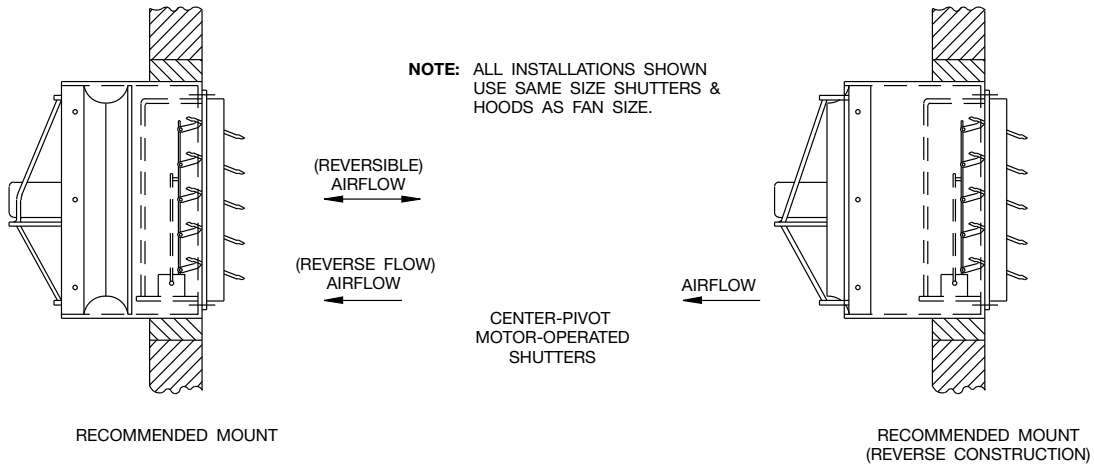 NOTE: ALL INSTALLATIONS SHOWN
USE SAME SIZE SHUTTERS &
HOODS AS FAN SIZE.
(REVERSIBLE)
AIRFLOW
(REVERSE FLOW)
AIRFLOW
AIRFLOW
CENTER-PIVOT
MOTOR-OPERATED
SHUTTERS
RECOMMENDED MOUNT
RECOMMENDED MOUNT
(REVERSE CONSTRUCTION)